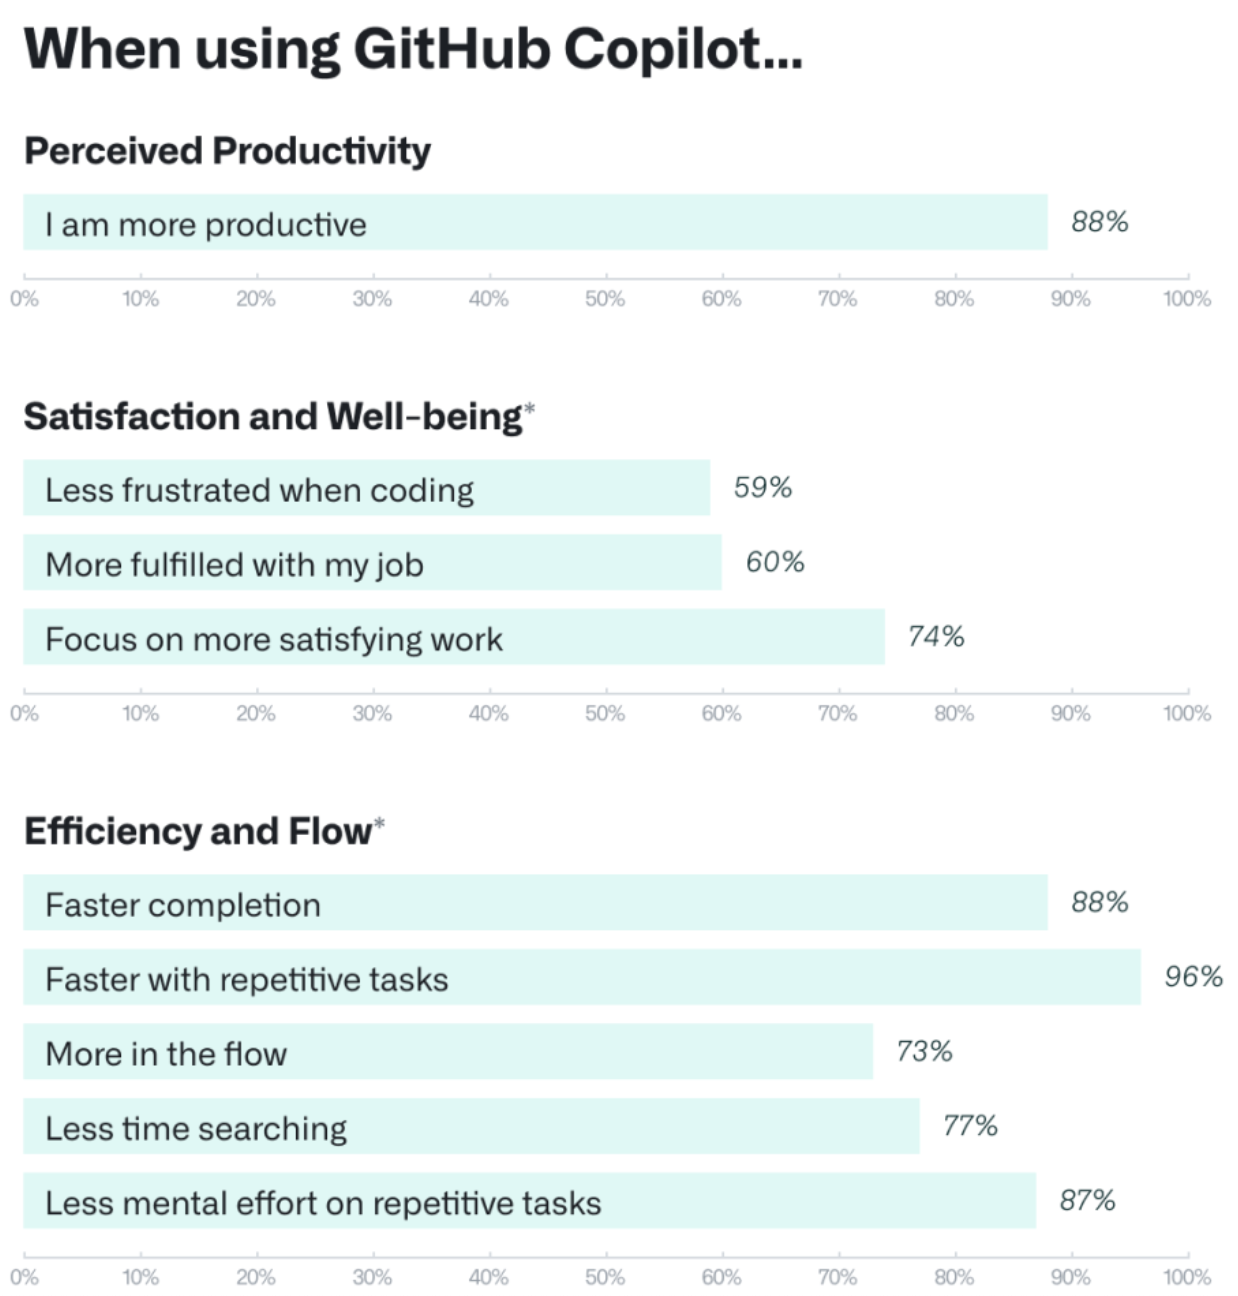 When using GitHub Copilot...
Perceived Productivity
I am more productive 88%
0% 10% 20% 30% 40% 50% 60% 70% 80% 90% 100%
Satisfaction and Well-being*
Less frustrated when coding 59%
More fulfilled with my job 60%
Focus on more satisfying work 74%
0% 10% 20% 30% 40% 50% 60% 70% 80% 90% 100%
Efficiency and Flow*
Faster completion 88%
Faster with repetitive tasks 96%
More in the flow 73%
Less time searching 77%
Less mental effort on repetitive tasks 87%
0% 10% 20% 30% 40% 50% 60% 70% 80% 90% 100%